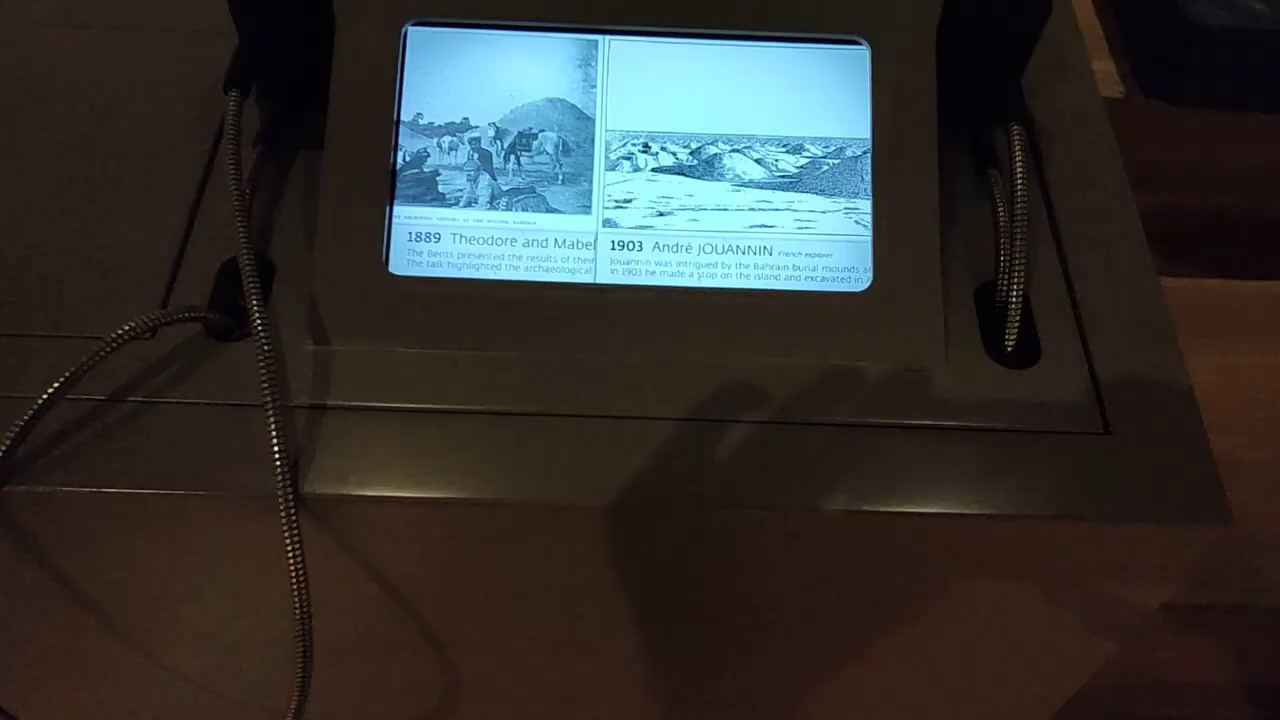 1889 Theodore and Mabel
The Bents presented the results of their
The talk highlighted the archaeological
1903 André JOUANNIN French explorer
Jouannin was intrigued by the Bahrain burial mounds
In 1903 he made a stop on the island and excavated in